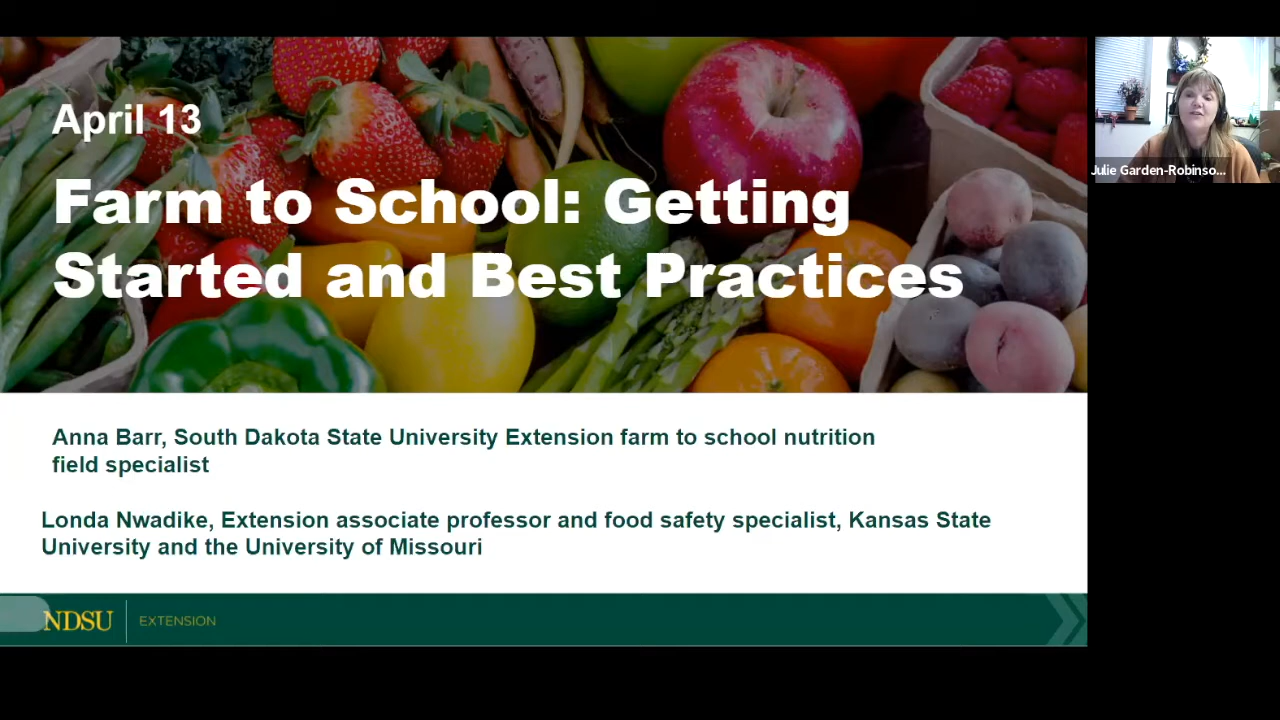 April 13
Farm to School: Getting
Started and Best Practices
Julie Garden-Robinso...
Anna Barr, South Dakota State University Extension farm to school nutrition
field specialist
Londa Nwadike, Extension associate professor and food safety specialist, Kansas State
University and the University of Missouri
NDSU EXTENSION